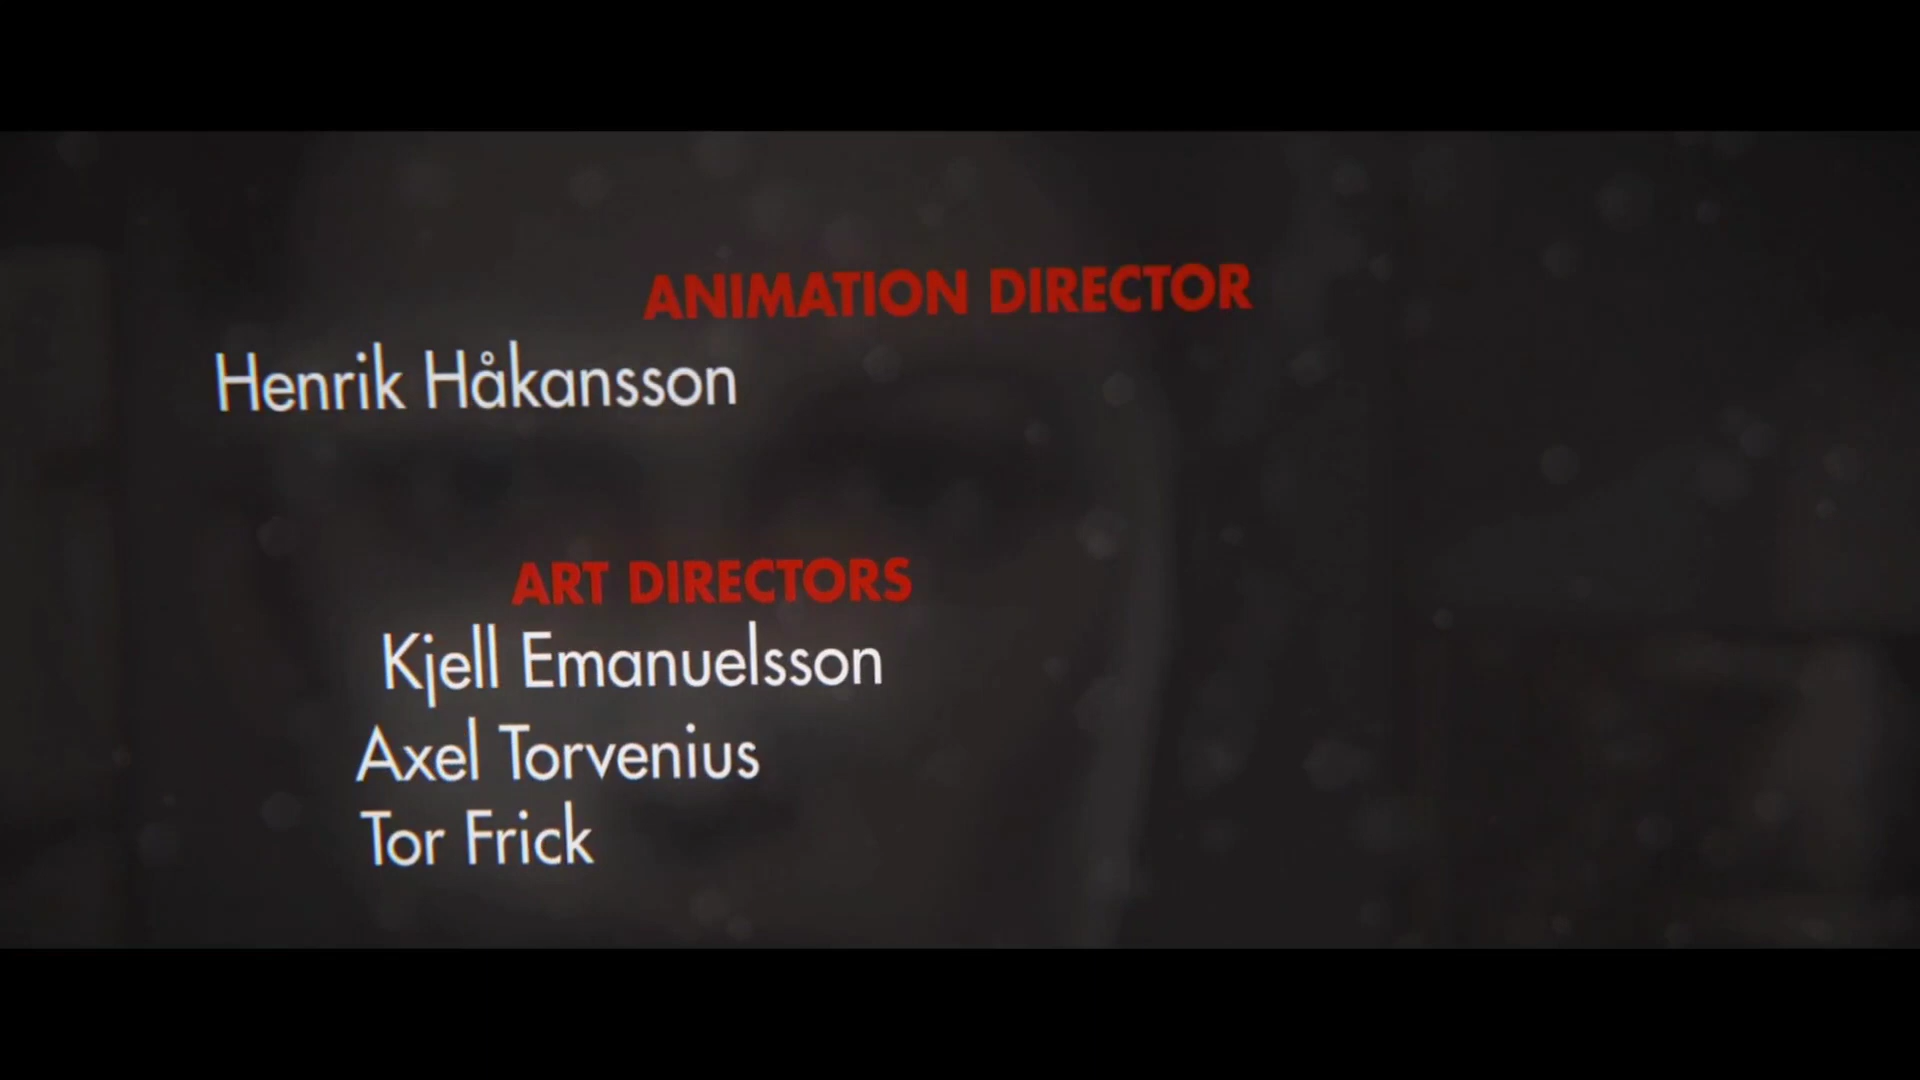 ANIMATION DIRECTOR
Henrik Håkansson
ART DIRECTORS
Kjell Emanuelsson
Axel Torvenius
Tor Frick